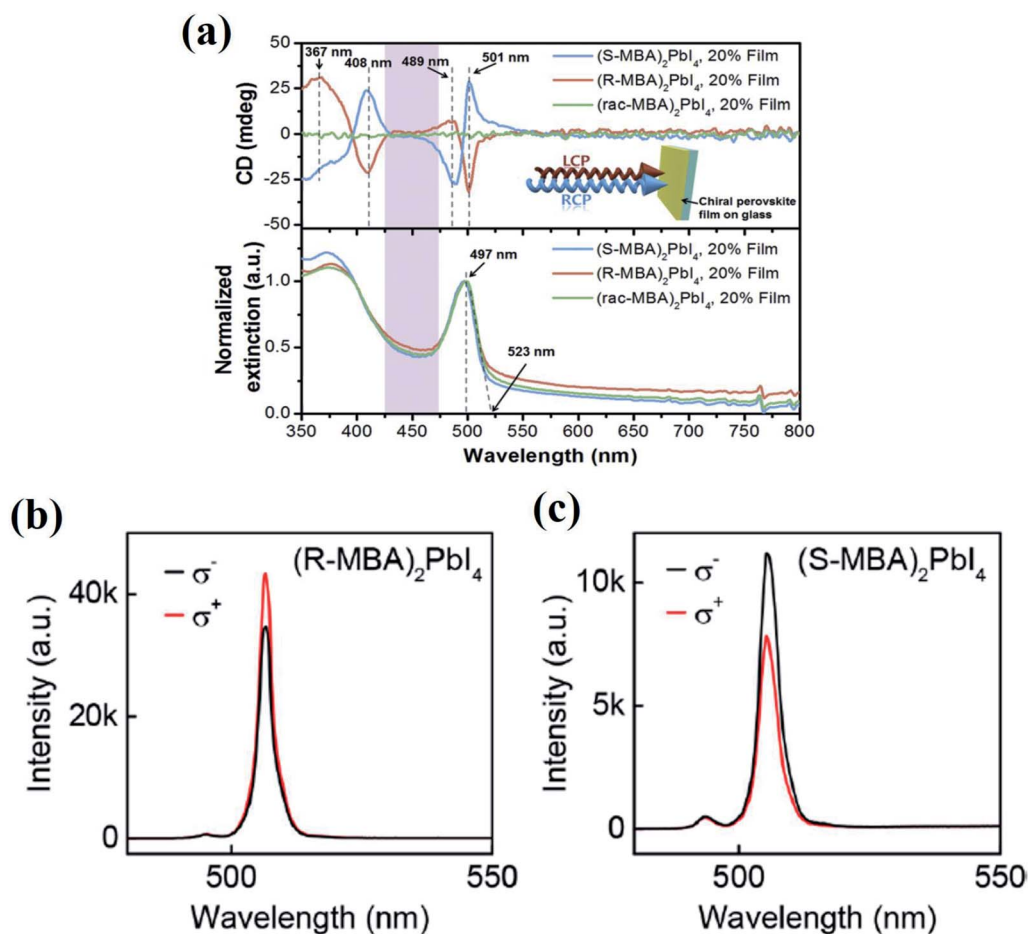 (a)
367 nm
408 nm
489 nm
501 nm
(S-MBA)₂PbI₄, 20% Film
(R-MBA)₂PbI₄, 20% Film
(rac-MBA)₂PbI₄, 20% Film
50
25
0
-25
-50
CD (mdeg)
LCP
RCP
Chiral perovskite
film on glass
497 nm
(S-MBA)₂PbI₄, 20% Film
(R-MBA)₂PbI₄, 20% Film
(rac-MBA)₂PbI₄, 20% Film
523 nm
1.0
0.5
0.0
Normalized
extinction (a.u.)
350 400 450 500 550 600 650 700 750 800
Wavelength (nm)
(b)
(R-MBA)₂PbI₄
σ⁻
σ⁺
40k
20k
0
Intensity (a.u.)
500 550
Wavelength (nm)
(c)
(S-MBA)₂PbI₄
σ⁻
σ⁺
10k
5k
0
Intensity (a.u.)
500 550
Wavelength (nm)